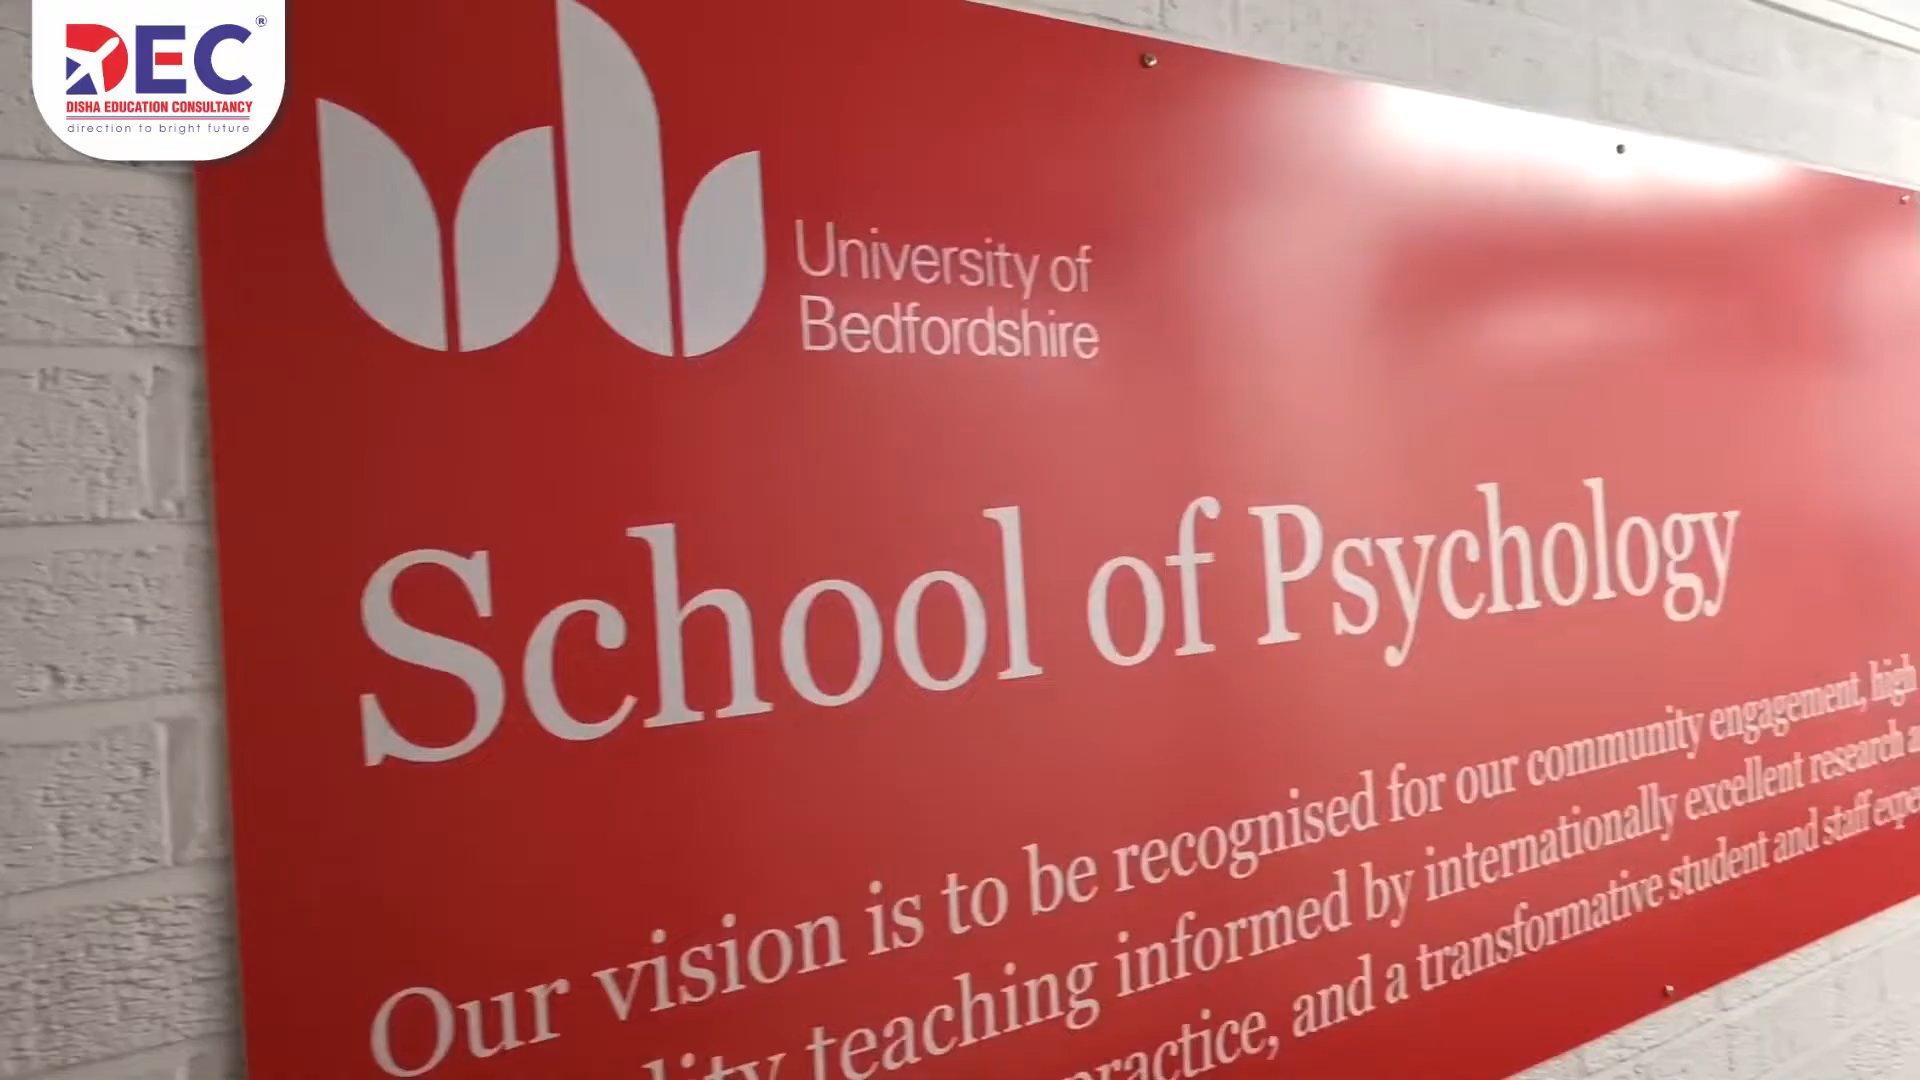 DEC®
DISHA EDUCATION CONSULTANCY
direction to bright future
University of
Bedfordshire
School of Psychology
Our vision is to be recognised for our community engagement, high
teaching informed by internationally excellent research
practice, and a transformative student and staff